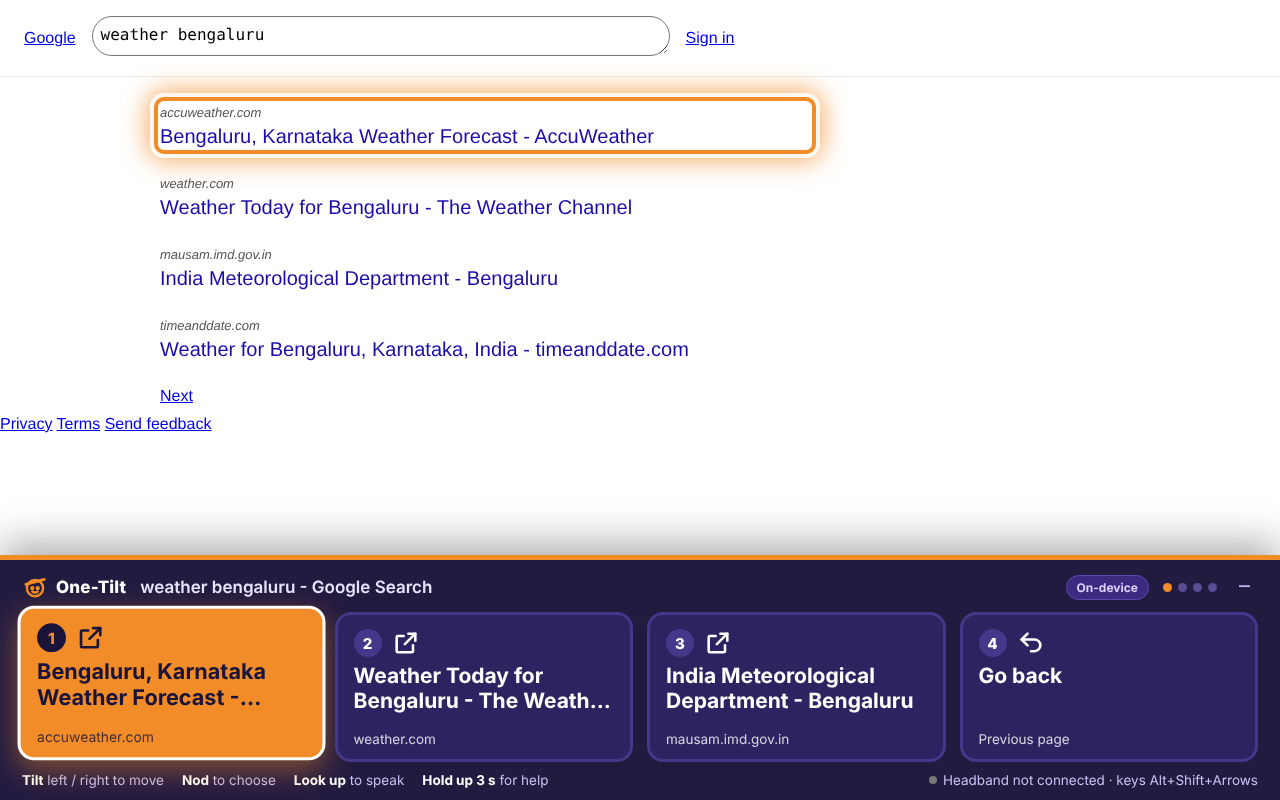 Google weather bengaluru Sign in
accuweather.com
Bengaluru, Karnataka Weather Forecast - AccuWeather
weather.com
Weather Today for Bengaluru - The Weather Channel
mausam.imd.gov.in
India Meteorological Department - Bengaluru
timeanddate.com
Weather for Bengaluru, Karnataka, India - timeanddate.com
Next
Privacy Terms Send feedback
One-Tilt weather bengaluru - Google Search On-device
1
Bengaluru, Karnataka
Weather Forecast -...
accuweather.com
2
Weather Today for
Bengaluru - The Weath...
weather.com
3
India Meteorological
Department - Bengaluru
mausam.imd.gov.in
4
Go back
Previous page
Tilt left / right to move Nod to choose Look up to speak Hold up 3 s for help
Headband not connected · keys Alt+Shift+Arrows